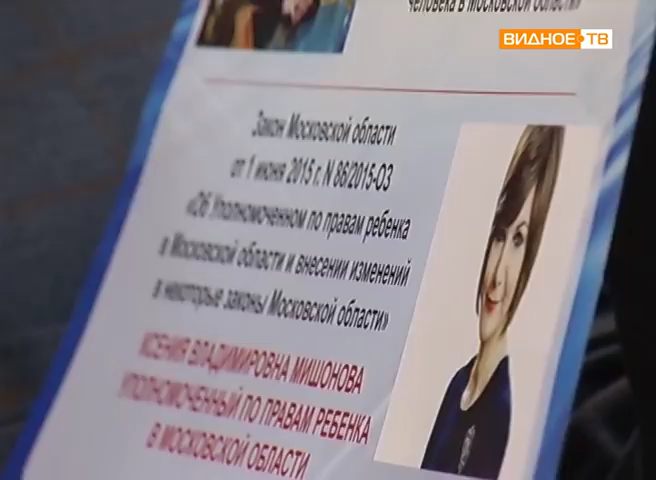 человека в Московской области»
ВИДНОЕ-ТВ
Закон Московской области
от 1 июня 2015 г. N 86/2015-ОЗ
«Об Уполномоченном по правам ребенка
в Московской области и внесении изменений
в некоторые законы Московской области»
КСЕНИЯ ВЛАДИМИРОВНА МИШОНОВА
УПОЛНОМОЧЕННЫЙ ПО ПРАВАМ РЕБЕНКА
В МОСКОВСКОЙ ОБЛАСТИ